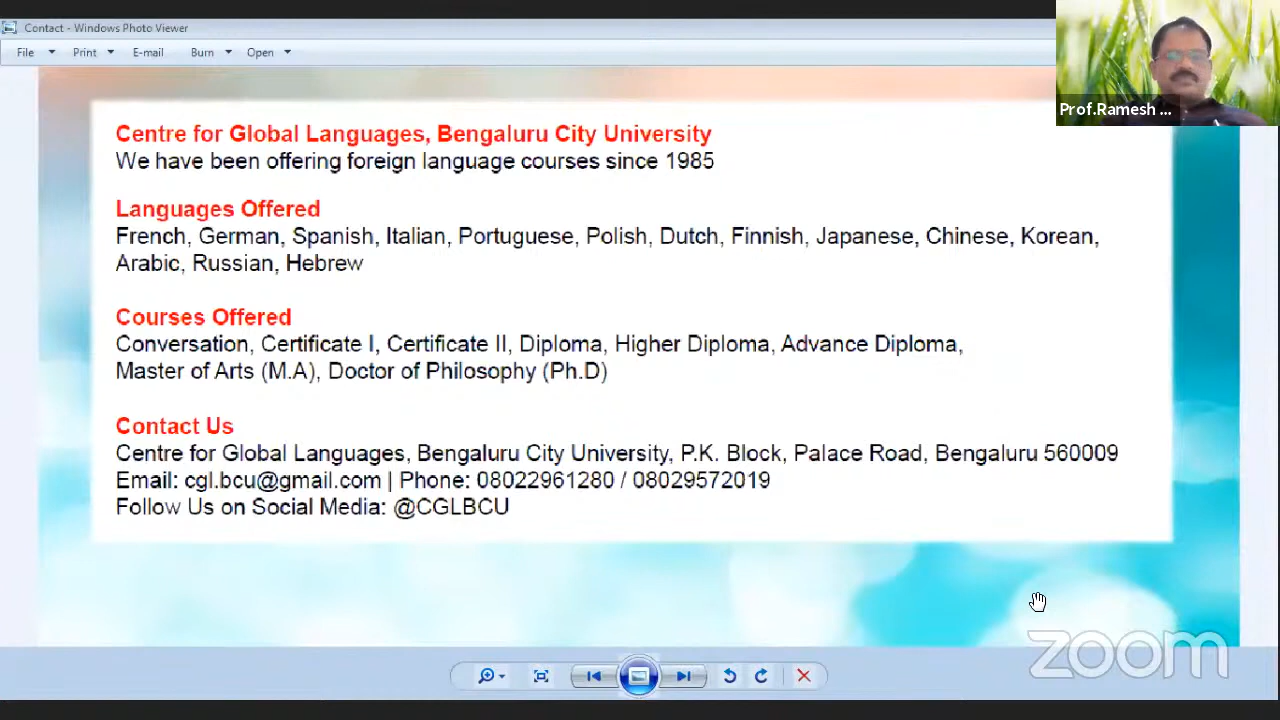 Contact - Windows Photo Viewer
File Print E-mail Burn Open
Prof.Ramesh ...
Centre for Global Languages, Bengaluru City University
We have been offering foreign language courses since 1985
Languages Offered
French, German, Spanish, Italian, Portuguese, Polish, Dutch, Finnish, Japanese, Chinese, Korean,
Arabic, Russian, Hebrew
Courses Offered
Conversation, Certificate I, Certificate II, Diploma, Higher Diploma, Advance Diploma,
Master of Arts (M.A), Doctor of Philosophy (Ph.D)
Contact Us
Centre for Global Languages, Bengaluru City University, P.K. Block, Palace Road, Bengaluru 560009
Email: cgl.bcu@gmail.com | Phone: 08022961280 / 08029572019
Follow Us on Social Media: @CGLBCU
zoom